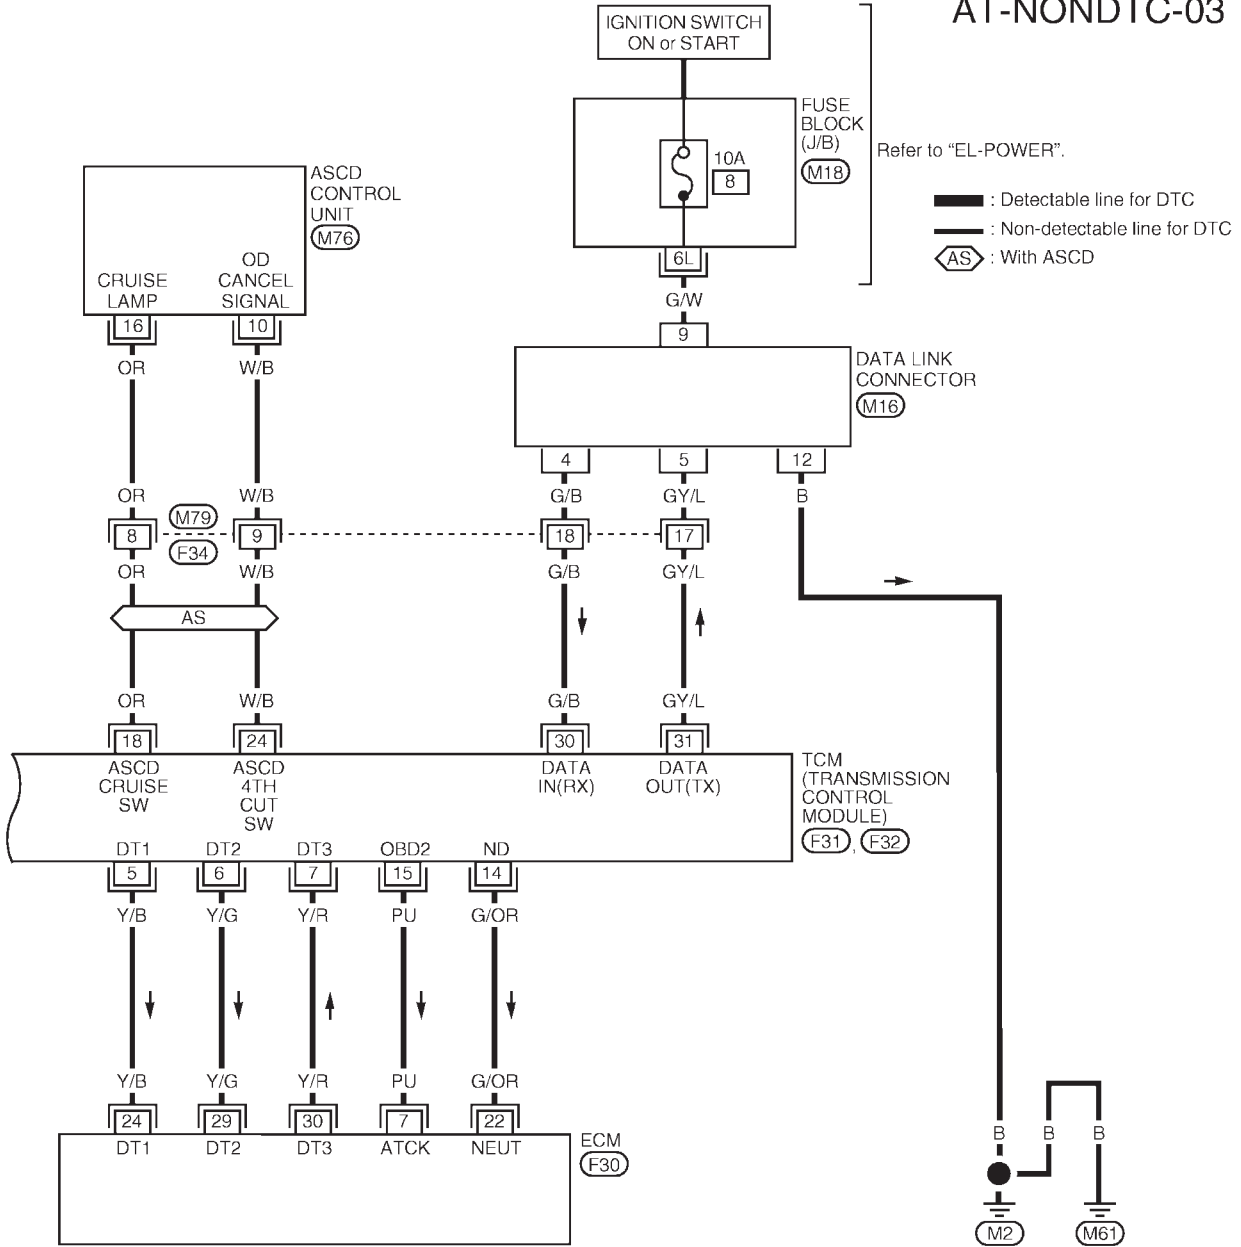 AT-NONDTC-03
IGNITION SWITCH
ON or START
FUSE
BLOCK
(J/B)
M18
10A
8
Refer to “EL-POWER”.
: Detectable line for DTC
: Non-detectable line for DTC
AS : With ASCD
6L
G/W
9
ASCD
CONTROL
UNIT
M76
CRUISE
LAMP
OD
CANCEL
SIGNAL
16 10
OR W/B
DATA LINK
CONNECTOR
M16
4 5 12
OR W/B G/B GY/L B
M79
8 9 18 17
F34
OR W/B G/B GY/L
AS
OR W/B G/B GY/L
18 24 30 31
ASCD
CRUISE
SW
ASCD
4TH
CUT
SW
DATA
IN(RX)
DATA
OUT(TX)
TCM
(TRANSMISSION
CONTROL
MODULE)
F31 , F32
DT1 DT2 DT3 OBD2 ND
5 6 7 15 14
Y/B Y/G Y/R PU G/OR
Y/B Y/G Y/R PU G/OR
24 29 30 7 22
DT1 DT2 DT3 ATCK NEUT
ECM
F30
B B B
M2 M61